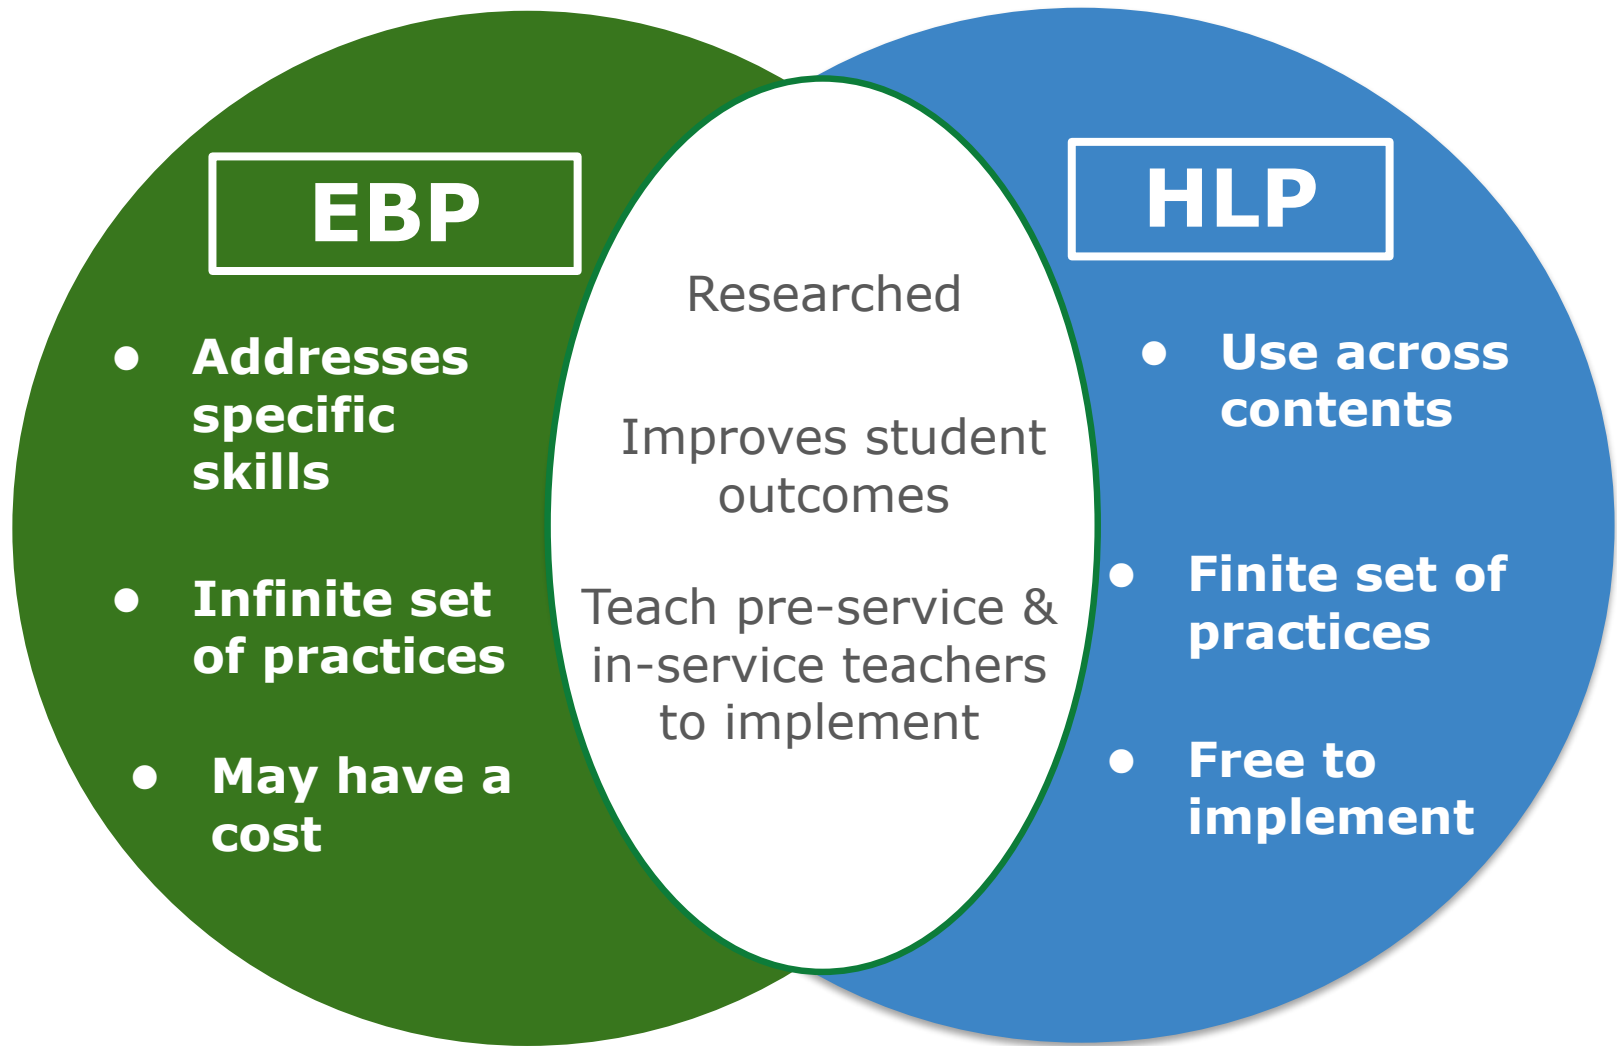 EBP
● Addresses
specific
skills
● Infinite set
of practices
● May have a
cost
Researched
Improves student
outcomes
Teach pre-service &
in-service teachers
to implement
HLP
● Use across
contents
● Finite set of
practices
● Free to
implement